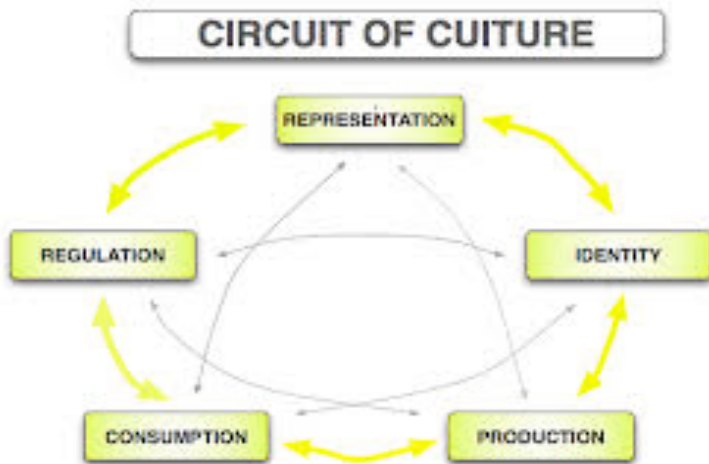 CIRCUIT OF CUITURE
REPRESENTATION
REGULATION
IDENTITY
CONSUMPTION
PRODUCTION